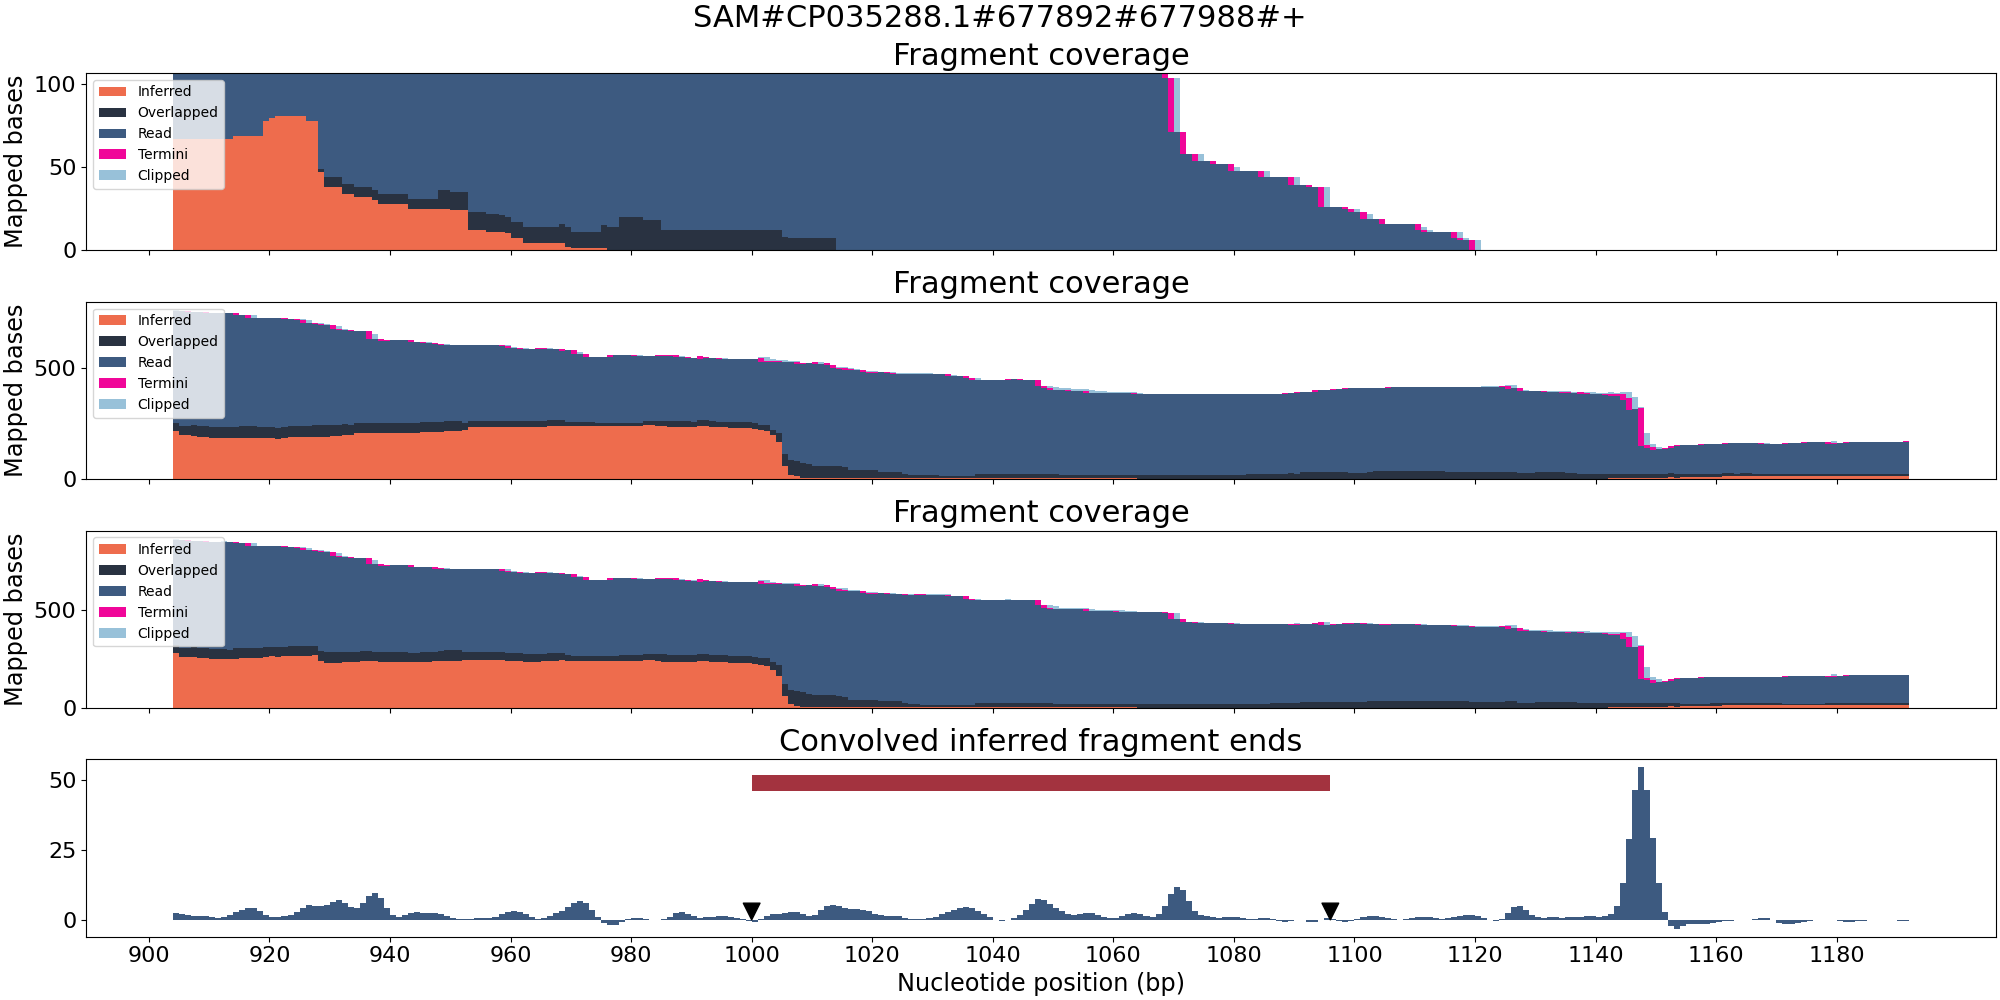 SAM#CP035288.1#677892#677988#+
Fragment coverage
Mapped bases
100
50
0
Inferred
Overlapped
Read
Termini
Clipped
Fragment coverage
Mapped bases
500
0
Inferred
Overlapped
Read
Termini
Clipped
Fragment coverage
Mapped bases
500
0
Inferred
Overlapped
Read
Termini
Clipped
Convolved inferred fragment ends
50
25
0
900 920 940 960 980 1000 1020 1040 1060 1080 1100 1120 1140 1160 1180
Nucleotide position (bp)